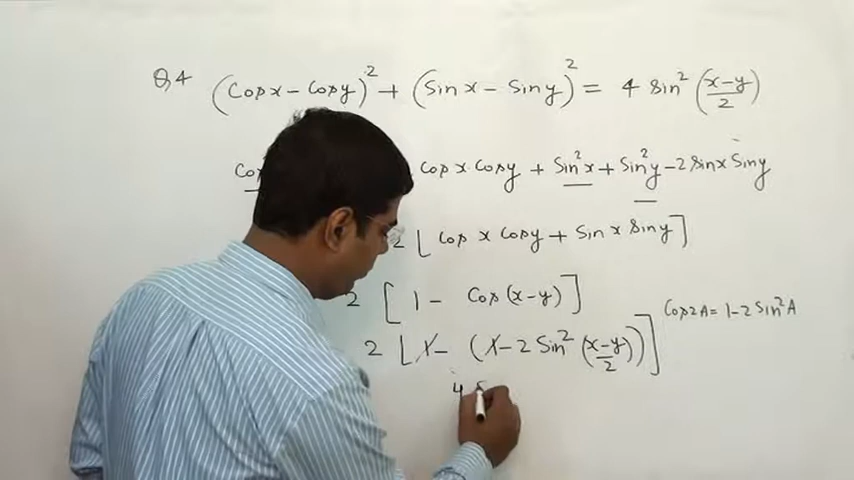 Q.4 (Cosx - Cosy)² + (Sinx - Siny)² = 4 Sin² (x-y)/2
Cosx·Cosy + Sin²x + Sin²y - 2 Sinx Siny
2 [Cosx Cosy + Sinx Siny]
2 [1 - Cos(x-y)]
Cos2A = 1 - 2 Sin²A
2 [1 - (1 - 2 Sin² (x-y)/2)]
4 S